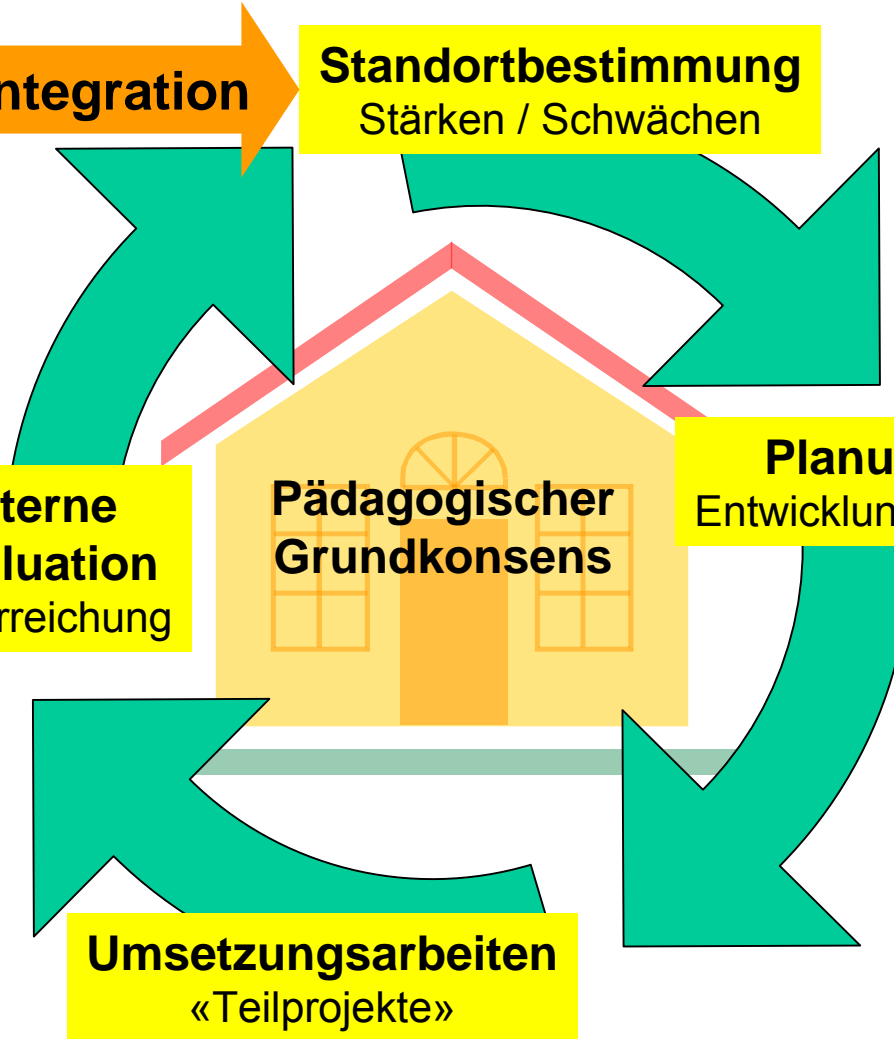 ntegration
Standortbestimmung
Stärken / Schwächen
Planu
Entwicklun
Pädagogischer
Grundkonsens
terne
luation
rreichung
Umsetzungsarbeiten
«Teilprojekte»